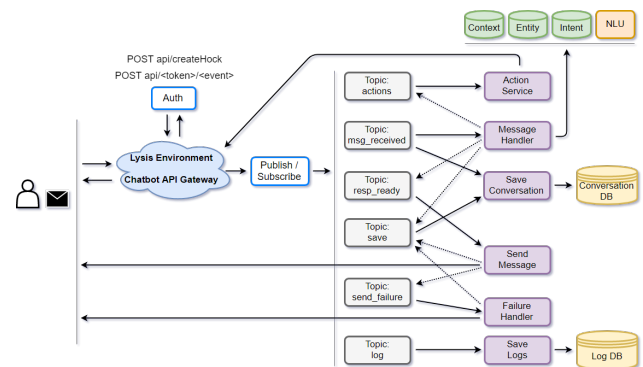 Context
Entity
Intent
NLU
POST api/createHock
POST api/<token>/<event>
Auth
Lysis Environment
Chatbot API Gateway
Publish /
Subscribe
Topic:
actions
Action
Service
Topic:
msg_received
Message
Handler
Topic:
resp_ready
Save
Conversation
Conversation
DB
Topic:
save
Send
Message
Topic:
send_failure
Failure
Handler
Topic:
log
Save
Logs
Log DB